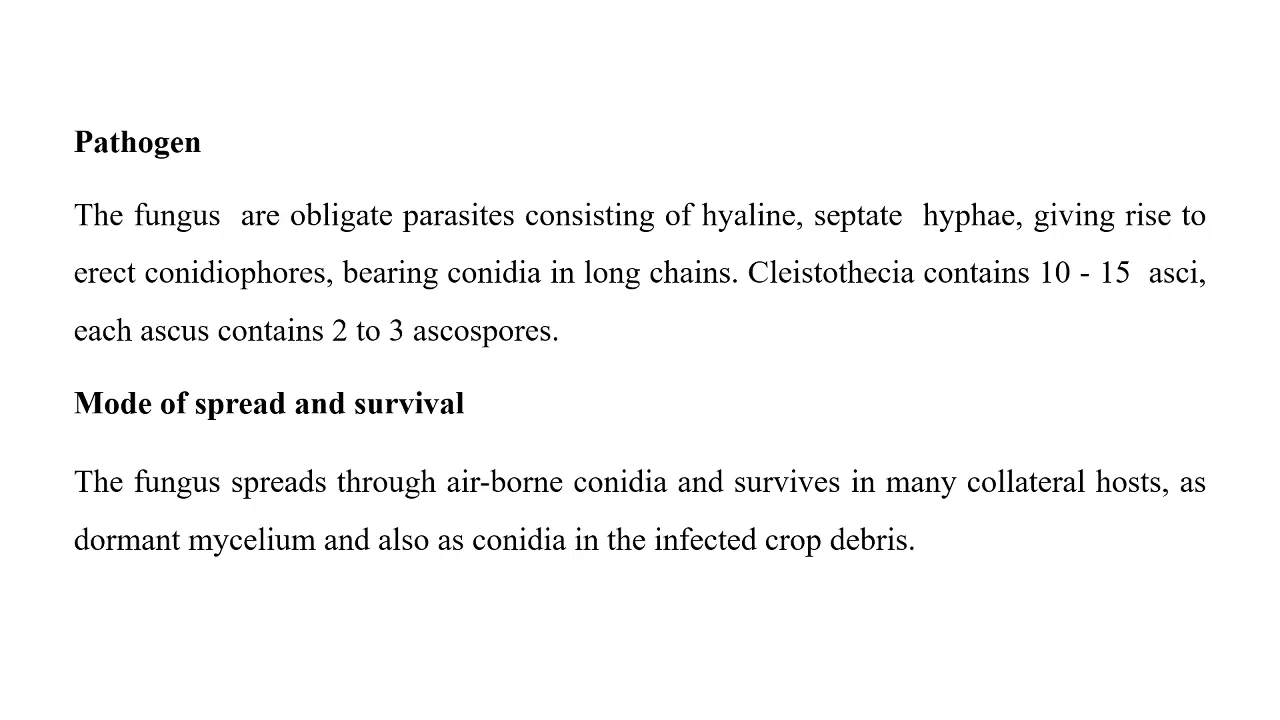 Pathogen
The fungus are obligate parasites consisting of hyaline, septate hyphae, giving rise to
erect conidiophores, bearing conidia in long chains. Cleistothecia contains 10 - 15 asci,
each ascus contains 2 to 3 ascospores.
Mode of spread and survival
The fungus spreads through air-borne conidia and survives in many collateral hosts, as
dormant mycelium and also as conidia in the infected crop debris.